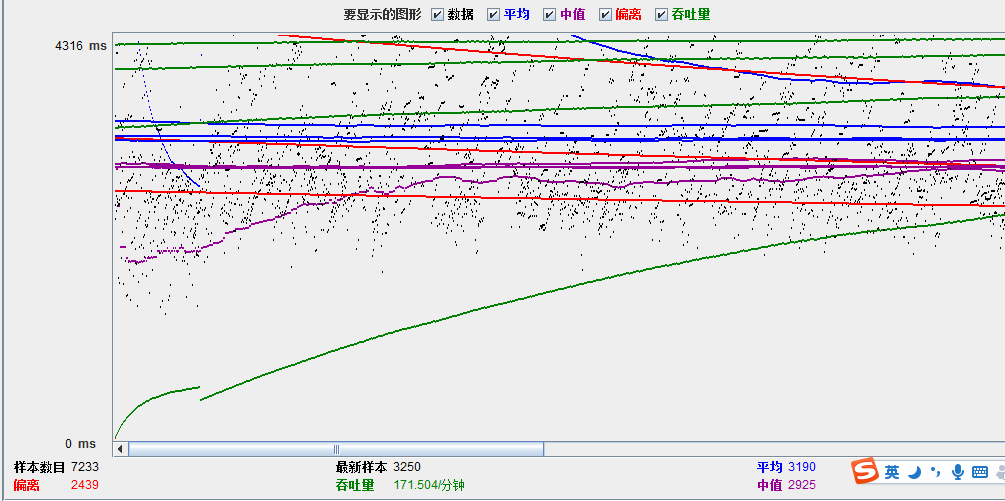 要显示的图形 数据 平均 中值 偏离 吞吐量
4316 ms
0 ms
样本数目 7233 最新样本 3250 平均 3190
偏离 2439 吞吐量 171.504/分钟 中值 2925
S 英